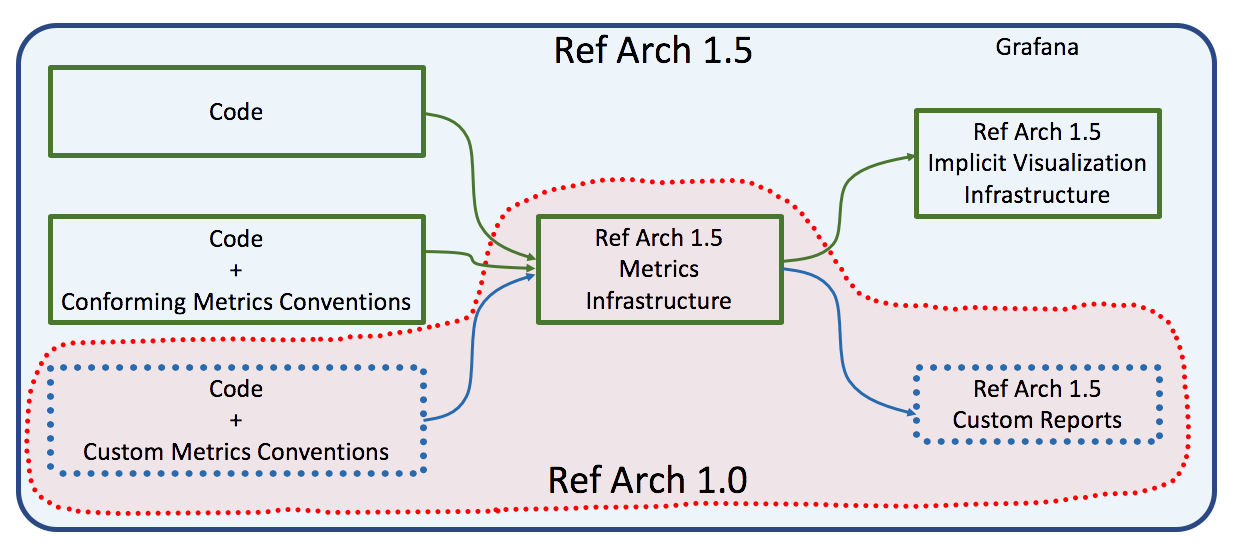 Ref Arch 1.5
Grafana
Code
Ref Arch 1.5
Implicit Visualization
Infrastructure
Code
+
Conforming Metrics Conventions
Ref Arch 1.5
Metrics
Infrastructure
Code
+
Custom Metrics Conventions
Ref Arch 1.5
Custom Reports
Ref Arch 1.0